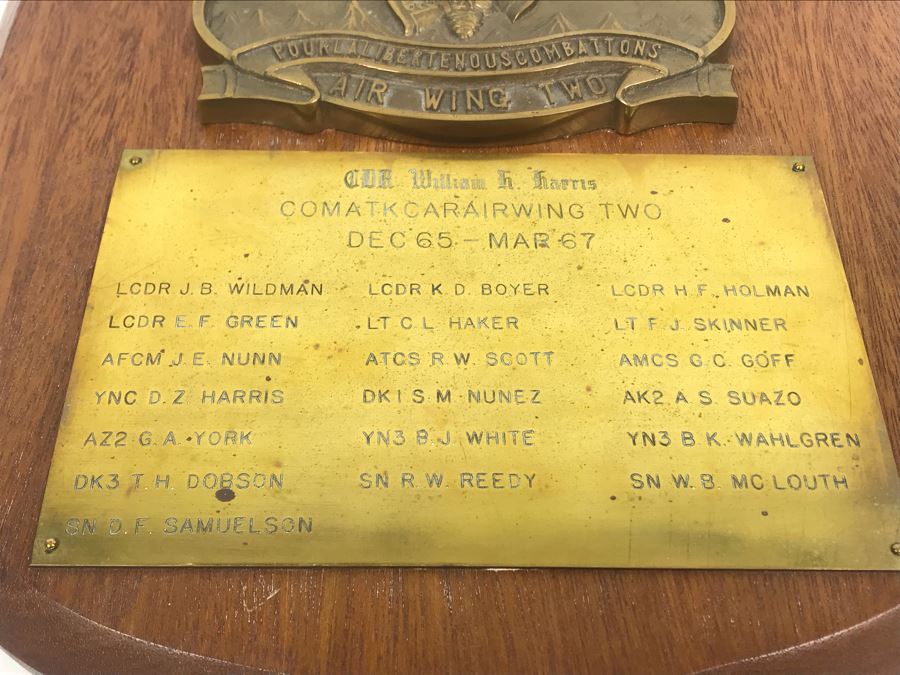 POURLALIBERTENOUSCOMBATTONS
AIR WING TWO
CDR William H. Harris
COMATKCARAIRWING TWO
DEC 65 - MAR 67
LCDR J. B. WILDMAN LCDR K. D. BOYER LCDR H. F. HOLMAN
LCDR E. F. GREEN LT C. L. HAKER LT F. J. SKINNER
AFCM J. E. NUNN ATCS R. W. SCOTT AMCS G. C. GOFF
YNC D. Z. HARRIS DK1 S. M. NUNEZ AK2 A. S. SUAZO
AZ2 G. A. YORK YN3 B. J. WHITE YN3 B. K. WAHLGREN
DK3 T. H. DOBSON SN R. W. REEDY SN W. B. MC LOUTH
SN D. F. SAMUELSON